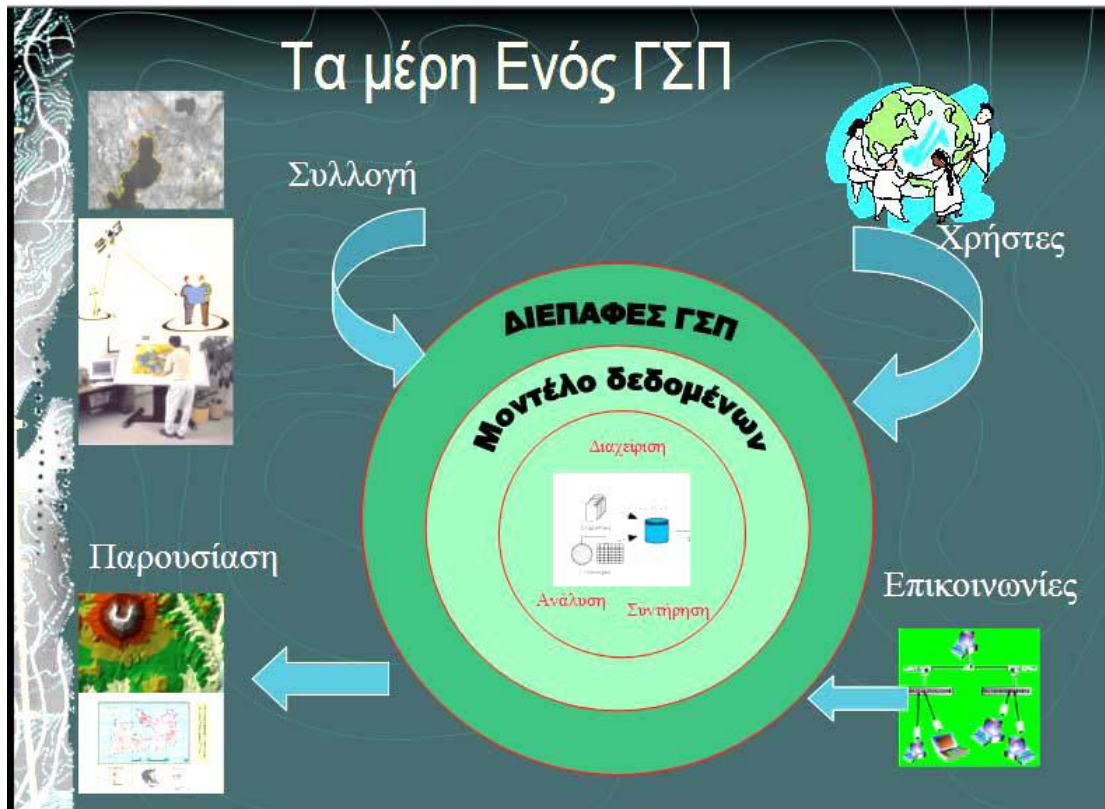 Τα μέρη Ενός ΓΣΠ
Συλλογή
Χρήστες
ΔΙΕΠΑΦΕΣ ΓΣΠ
Μοντέλο δεδομένων
Διαχείριση
Ανάλυση
Συντήρηση
Παρουσίαση
Επικοινωνίες